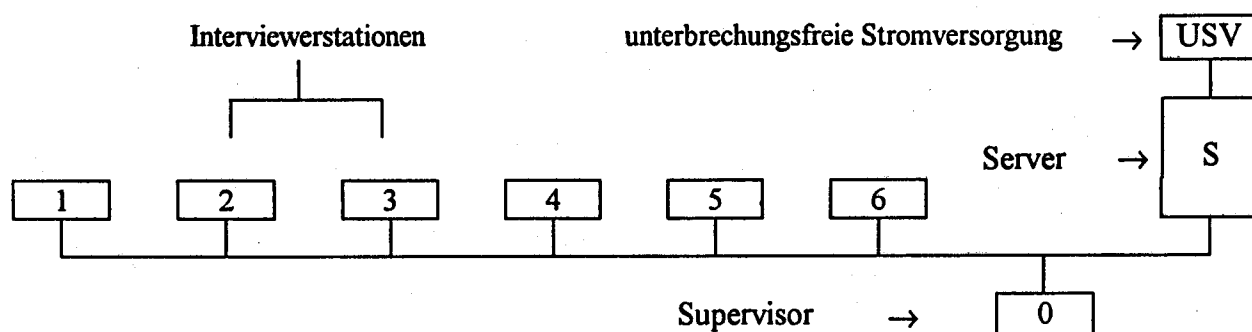 Interviewerstationen unterbrechungsfreie Stromversorgung → USV
Server → S
1 2 3 4 5 6
Supervisor → 0